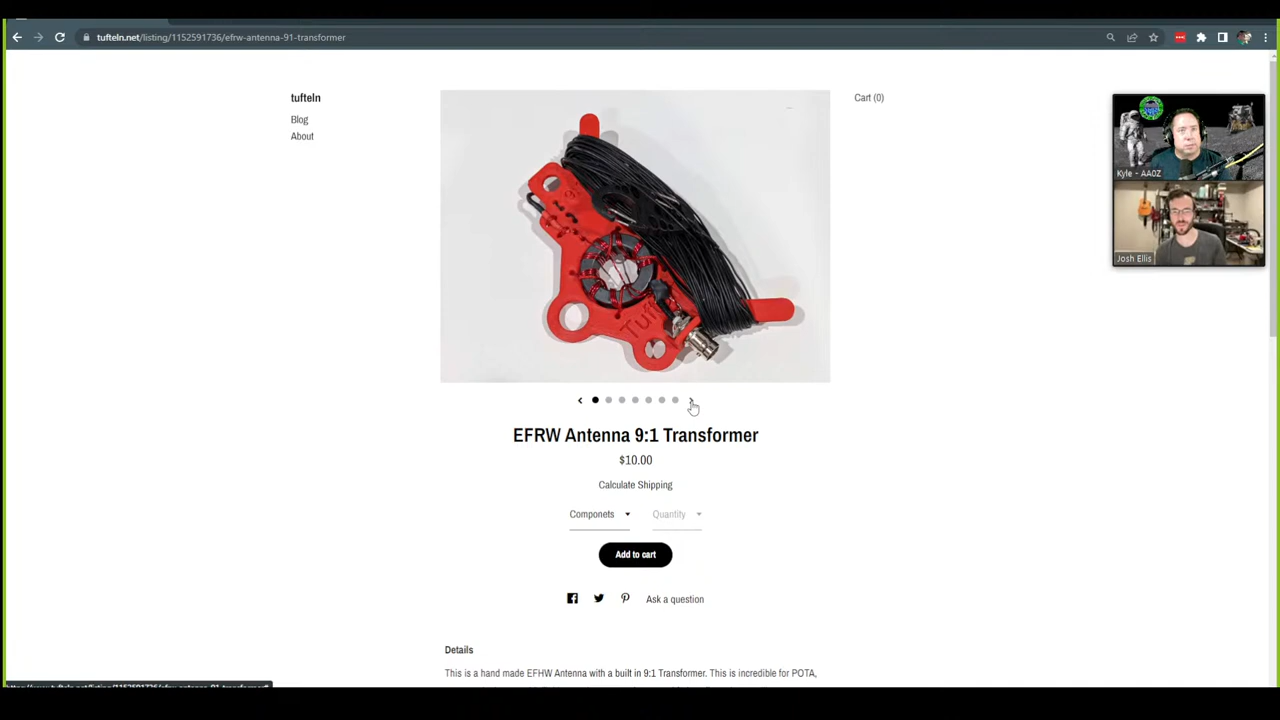 tufteln.net/listing/1152591736/efrw-antenna-91-transformer
tufteln
Blog
About
Cart (0)
Kyle - AA0Z
Josh Ellis
EFRW Antenna 9:1 Transformer
$10.00
Calculate Shipping
Componets
Quantity
Add to cart
Ask a question
Details
This is a hand made EFHW Antenna with a built in 9:1 Transformer. This is incredible for POTA,